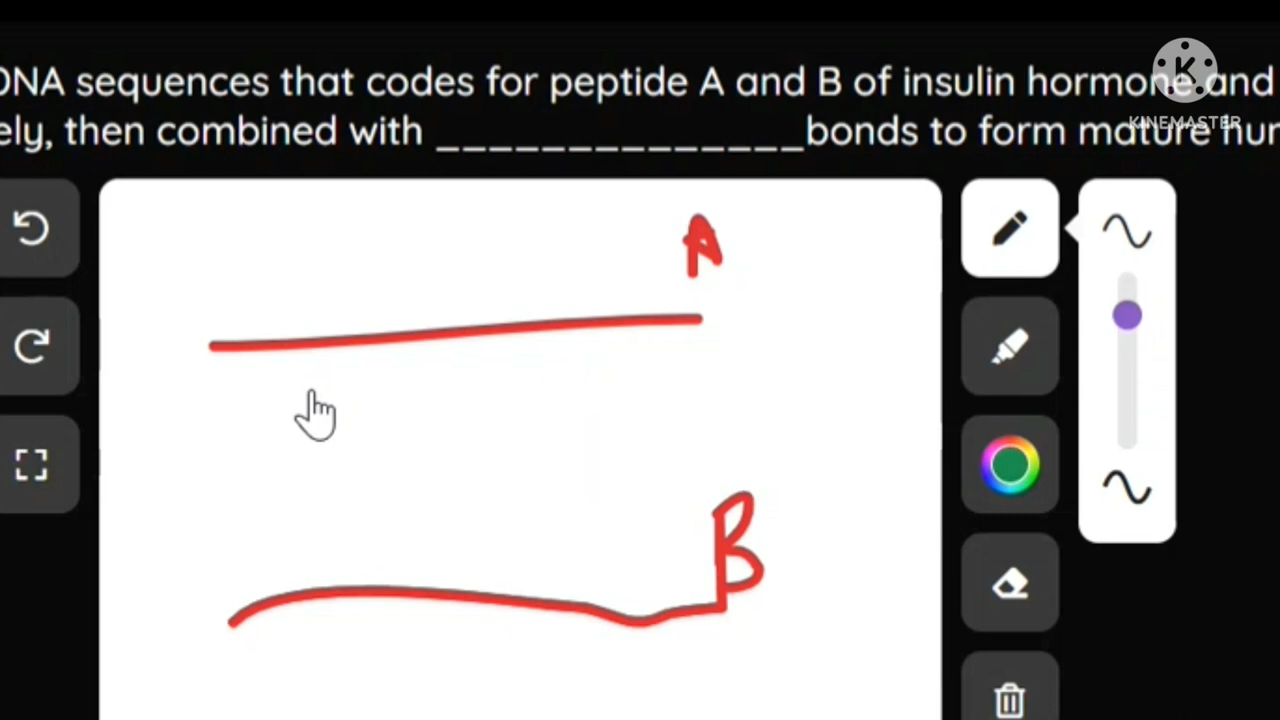 DNA sequences that codes for peptide A and B of insulin hormone and
ely, then combined with ______________bonds to form mature hu
K
KINEMASTER
A
B